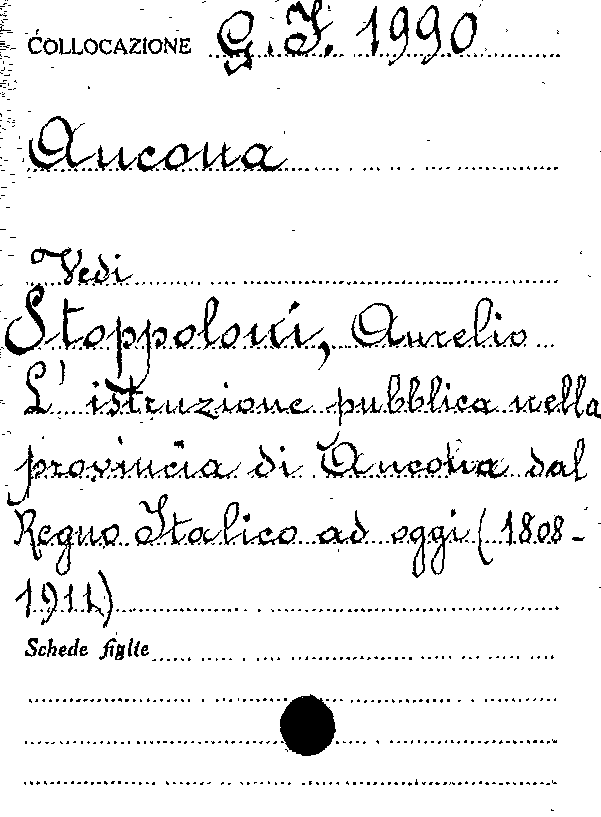 COLLOCAZIONE G.I. 1990
Ancona
Vedi
Stoppoloni, Aurelio
L'istruzione pubblica nella
provincia di Ancona dal
Regno Italico ad oggi (1808-
1911)
Schede figlie